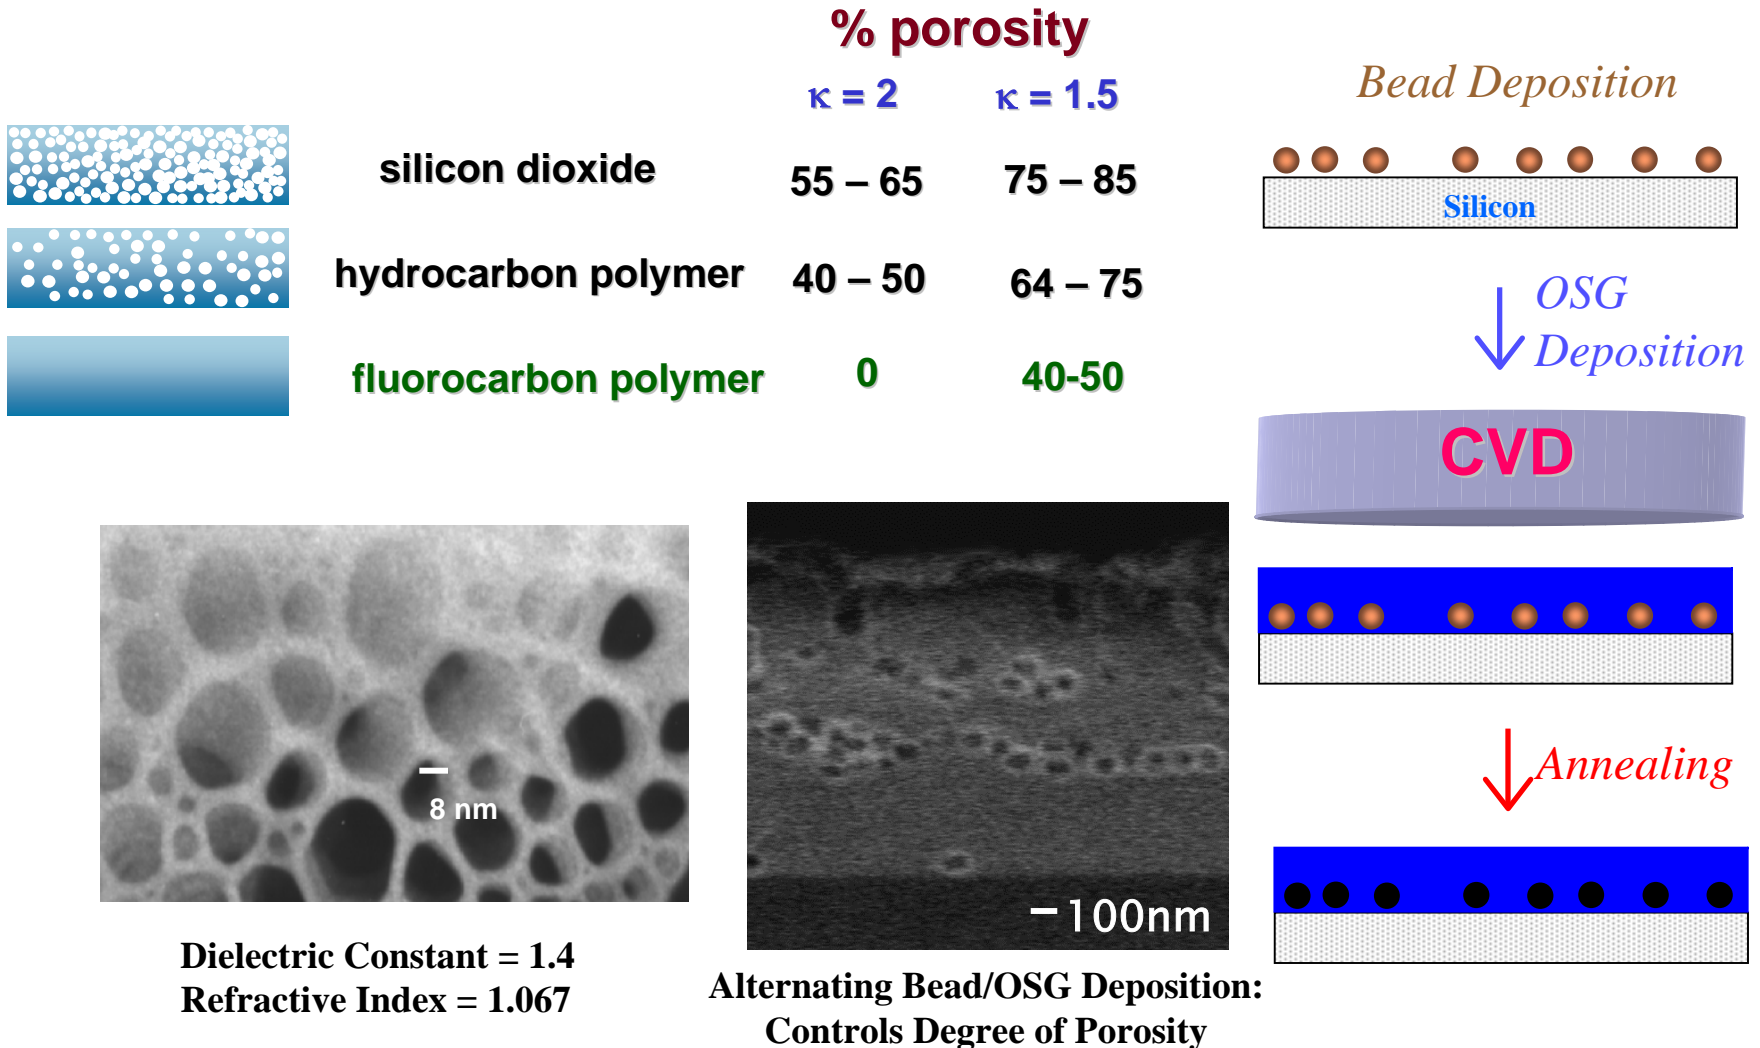 % porosity
κ = 2
κ = 1.5
silicon dioxide
55 – 65
75 – 85
hydrocarbon polymer
40 – 50
64 – 75
fluorocarbon polymer
0
40-50
Bead Deposition
Silicon
OSG
Deposition
CVD
Annealing
8 nm
Dielectric Constant = 1.4
Refractive Index = 1.067
100nm
Alternating Bead/OSG Deposition:
Controls Degree of Porosity